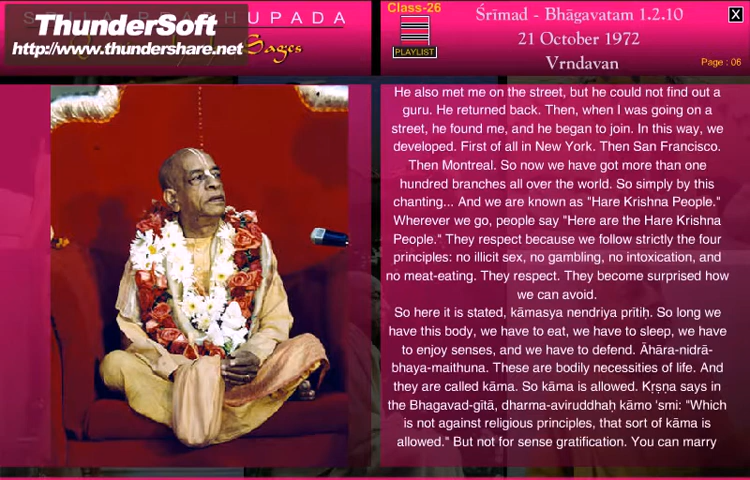 ThunderSoft
http://www.thundershare.net
HUPADA
Sages
Class-26
PLAYLIST
Śrīmad - Bhāgavatam 1.2.10
21 October 1972
Vrndavan
X
Page : 06
He also met me on the street, but he could not find out a
guru. He returned back. Then, when I was going on a
street, he found me, and he began to join. In this way, we
developed. First of all in New York. Then San Francisco.
Then Montreal. So now we have got more than one
hundred branches all over the world. So simply by this
chanting... And we are known as "Hare Krishna People."
Wherever we go, people say "Here are the Hare Krishna
People." They respect because we follow strictly the four
principles: no illicit sex, no gambling, no intoxication, and
no meat-eating. They respect. They become surprised how
we can avoid.
So here it is stated, kāmasya nendriya prītiḥ. So long we
have this body, we have to eat, we have to sleep, we have
to enjoy senses, and we have to defend. Āhāra-nidrā-
bhaya-maithuna. These are bodily necessities of life. And
they are called kāma. So kāma is allowed. Kṛṣṇa says in
the Bhagavad-gītā, dharma-aviruddhaḥ kāmo 'smi: "Which
is not against religious principles, that sort of kāma is
allowed." But not for sense gratification. You can marry